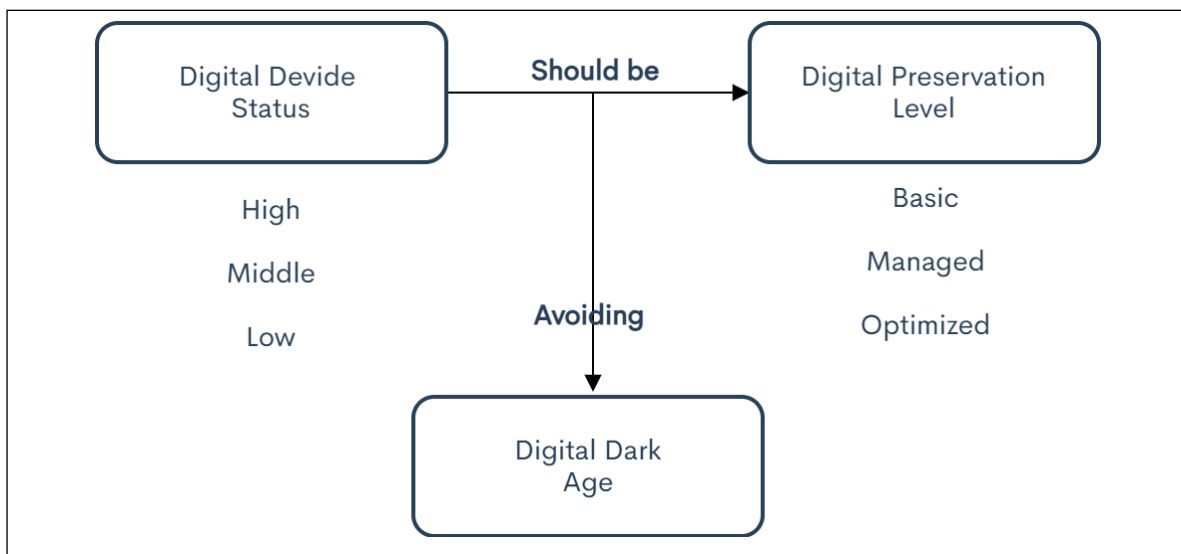 Digital Devide
Status
Should be
Digital Preservation
Level
High
Middle
Low
Basic
Managed
Optimized
Avoiding
Digital Dark
Age